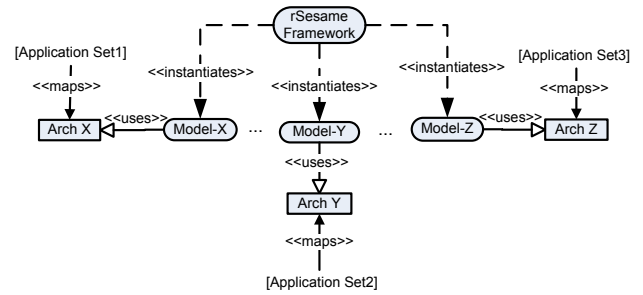 rSesame
Framework
[Application Set1]
[Application Set3]
<<instantiates>>
<<instantiates>>
<<instantiates>>
<<maps>>
<<maps>>
<<uses>>
<<uses>>
Arch X
Model-X
...
Model-Y
...
Model-Z
Arch Z
<<uses>>
Arch Y
<<maps>>
[Application Set2]